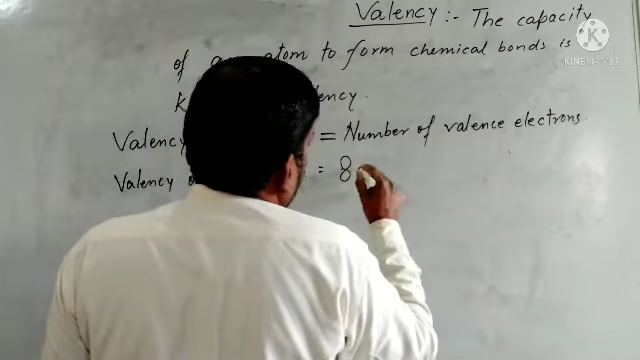 Valency :- The capacity
of atom to form chemical bonds is
ency.
Valency = Number of valence electrons.
Valency = 8
KINEMASTER